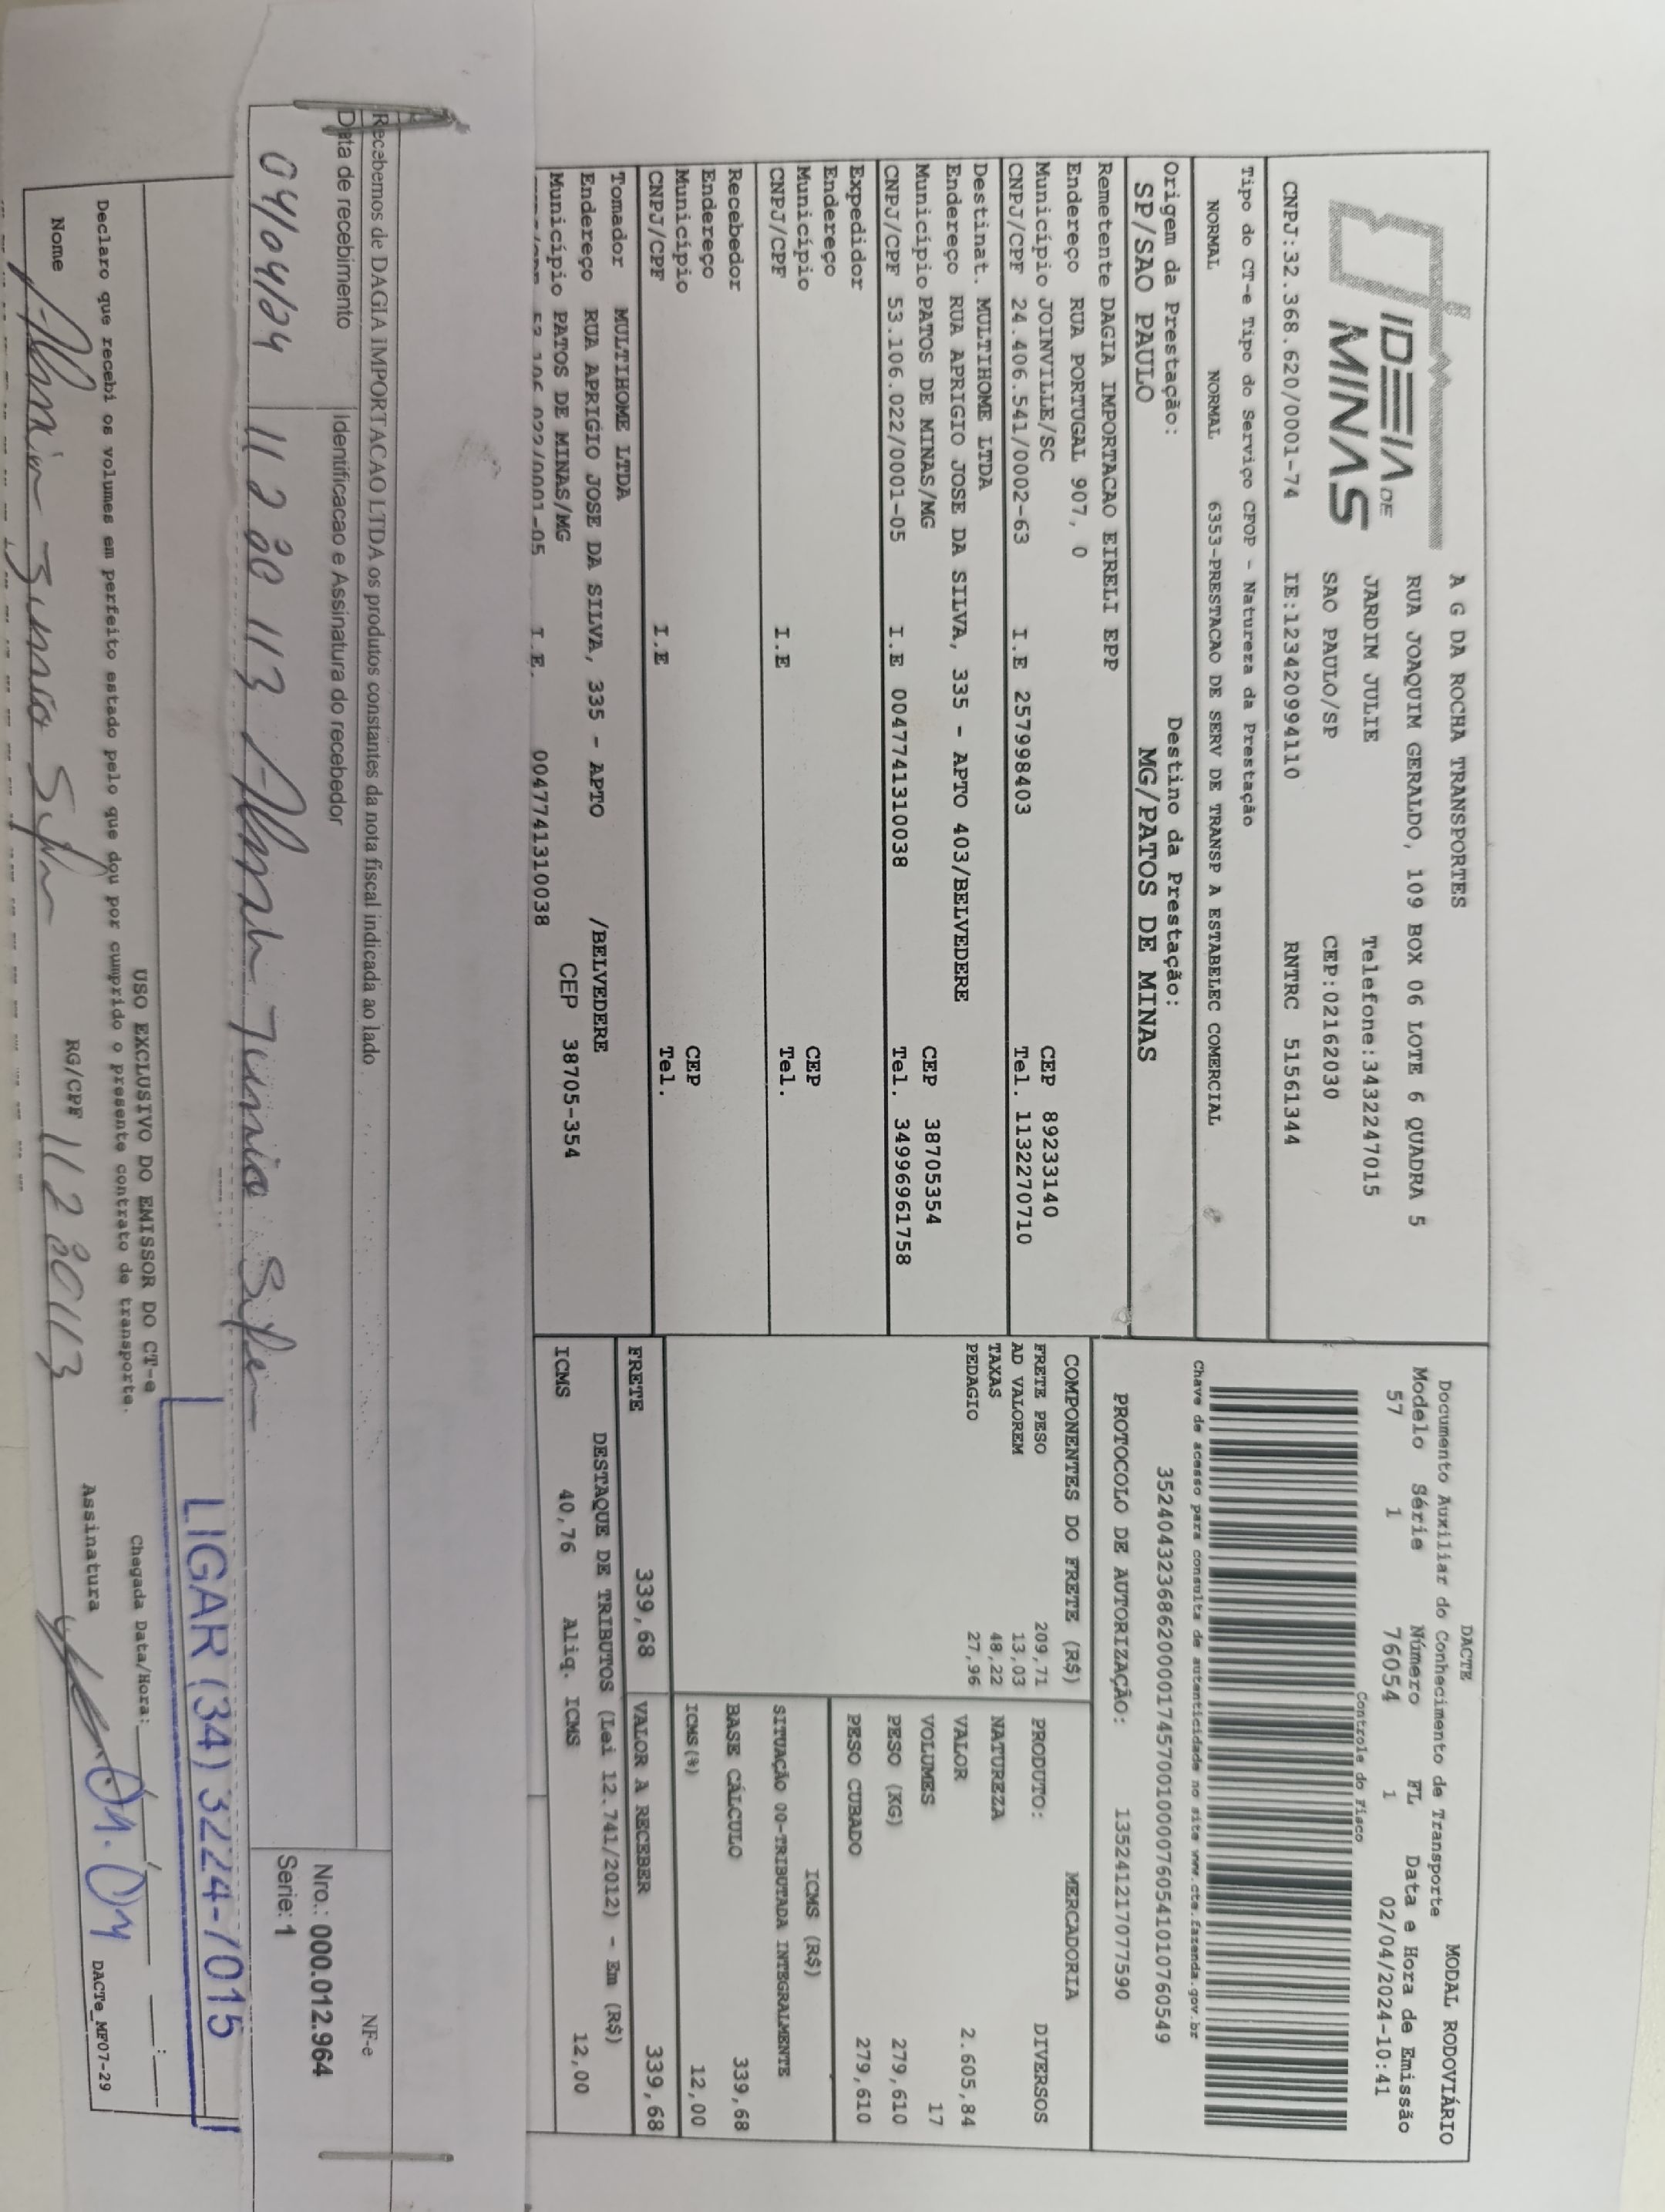 IDEIA DE
MINAS
A G DA ROCHA TRANSPORTES
RUA JOAQUIM GERALDO, 109 BOX 06 LOTE 6 QUADRA 5
JARDIM JULIE Telefone:3432247015
SAO PAULO/SP CEP:02162030
CNPJ:32.368.620/0001-74 IE:123420994110 RNTRC 51561344
Tipo do CT-e Tipo do Serviço CFOP - Natureza da Prestação
NORMAL NORMAL 6353-PRESTACAO DE SERV DE TRANSP A ESTABELEC COMERCIAL
Origem da Prestação: Destino da Prestação:
SP/SAO PAULO MG/PATOS DE MINAS
Remetente DAGIA IMPORTACAO EIRELI EPP
Endereço RUA PORTUGAL 907, 0
Município JOINVILLE/SC CEP 89233140
CNPJ/CPF 24.406.541/0002-63 I.E 257998403 Tel. 1132270710
Destinat. MULTIHOME LTDA
Endereço RUA APRIGIO JOSE DA SILVA, 335 - APTO 403/BELVEDERE
Município PATOS DE MINAS/MG CEP 38705354
CNPJ/CPF 53.106.022/0001-05 I.E 0047741310038 Tel. 34996961758
Expedidor
Endereço
Município CEP
CNPJ/CPF I.E Tel.
Recebedor
Endereço
Município CEP
CNPJ/CPF I.E Tel.
Tomador MULTIHOME LTDA
Endereço RUA APRIGIO JOSE DA SILVA, 335 - APTO /BELVEDERE
Município PATOS DE MINAS/MG CEP 38705-354
53.106.022/0001-05 I.E. 0047741310038
DACTE MODAL RODOVIÁRIO
Documento Auxiliar do Conhecimento de Transporte
Modelo Série Número FL Data e Hora de Emissão
57 1 76054 1 02/04/2024-10:41
Controle do Fisco
Chave de acesso para consulta de autenticidade no site www.cte.fazenda.gov.br
35240432368620000174570010000760541010760549
PROTOCOLO DE AUTORIZAÇÃO: 135241217077590
COMPONENTES DO FRETE (R$)
FRETE PESO 209,71
AD VALOREM 13,03
TAXAS 48,22
PEDAGIO 27,96
MERCADORIA
PRODUTO: DIVERSOS
NATUREZA
VALOR 2.605,84
VOLUMES 17
PESO (KG) 279,610
PESO CUBADO 279,610
ICMS (R$)
SITUAÇÃO 00-TRIBUTADA INTEGRALMENTE
BASE CÁLCULO 339,68
ICMS(%) 12,00
FRETE 339,68 VALOR A RECEBER 339,68
DESTAQUE DE TRIBUTOS (Lei 12.741/2012) - Em (R$)
ICMS 40,76 Aliq. ICMS 12,00
Recebemos de DAGIA IMPORTACAO LTDA os produtos constantes da nota fiscal indicada ao lado
Data de recebimento Identificacao e Assinatura do recebedor
04/04/24 11280113
NF-e
Nro.: 000.012.964
Serie: 1
LIGAR (34) 3224-7015
USO EXCLUSIVO DO EMISSOR DO CT-e
Declaro que recebi os volumes em perfeito estado pelo que dou por cumprido o presente contrato de transporte.
Chegada Data/Hora:
Nome RG/CPF 11280113 Assinatura
DACTe_MF07-29